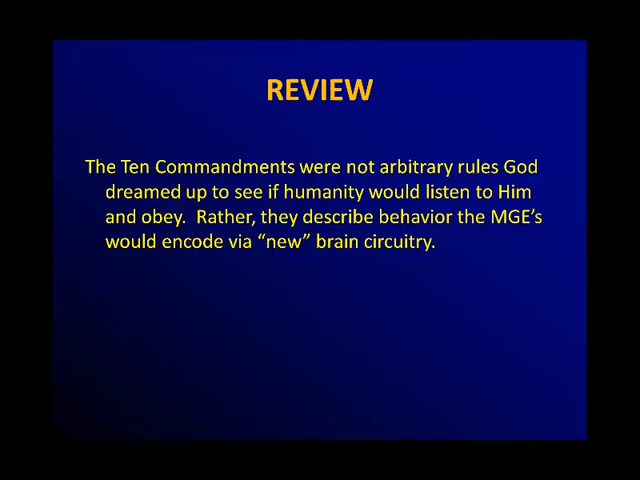 REVIEW
The Ten Commandments were not arbitrary rules God
dreamed up to see if humanity would listen to Him
and obey.  Rather, they describe behavior the MGE’s
would encode via “new” brain circuitry.